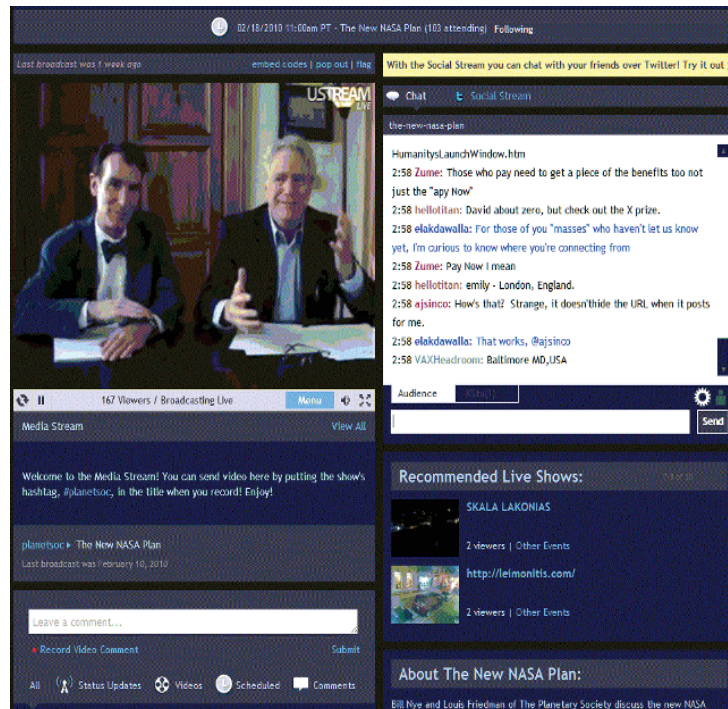 02/18/2010 11:00am PT - The New NASA Plan (103 attending) Following
Last broadcast was 1 week ago
embed codes | pop out | flag
USTREAM
LIVE
167 Viewers / Broadcasting Live
Menu
Media Stream
View All
Welcome to the Media Stream! You can send video here by putting the show's
hashtag, #planetsoc, in the title when you record! Enjoy!
planetsoc ▸ The New NASA Plan
Last broadcast was February 10, 2010
Leave a comment...
Record Video Comment
Submit
All
Status Updates
Videos
Scheduled
Comments
With the Social Stream you can chat with your friends over Twitter! Try it out
Chat
Social Stream
the-new-nasa-plan
HumanitysLaunchWindow.htm
2:58 Zume: Those who pay need to get a piece of the benefits too not
just the "apy Now"
2:58 hellotitan: David about zero, but check out the X prize.
2:58 elakdawalla: For those of you "masses" who haven't let us know
yet, I'm curious to know where you're connecting from
2:58 Zume: Pay Now I mean
2:58 hellotitan: emily - London, England.
2:58 ajsinco: How's that? Strange, it doesn'thide the URL when it posts
for me.
2:58 elakdawalla: That works, @ajsinco
2:58 VAXHeadroom: Baltimore MD,USA
Audience
Send
Recommended Live Shows:
SKALA LAKONIAS
2 viewers | Other Events
http://leimonitis.com/
2 viewers | Other Events
About The New NASA Plan:
Bill Nye and Louis Friedman of The Planetary Society discuss the new NASA